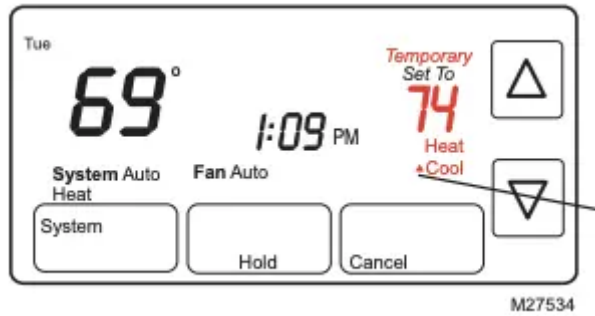 Tue
Temporary
Set To
69°
74
1:09 PM
Heat
▲Cool
System Auto
Fan Auto
Heat
System
Hold
Cancel
M27534